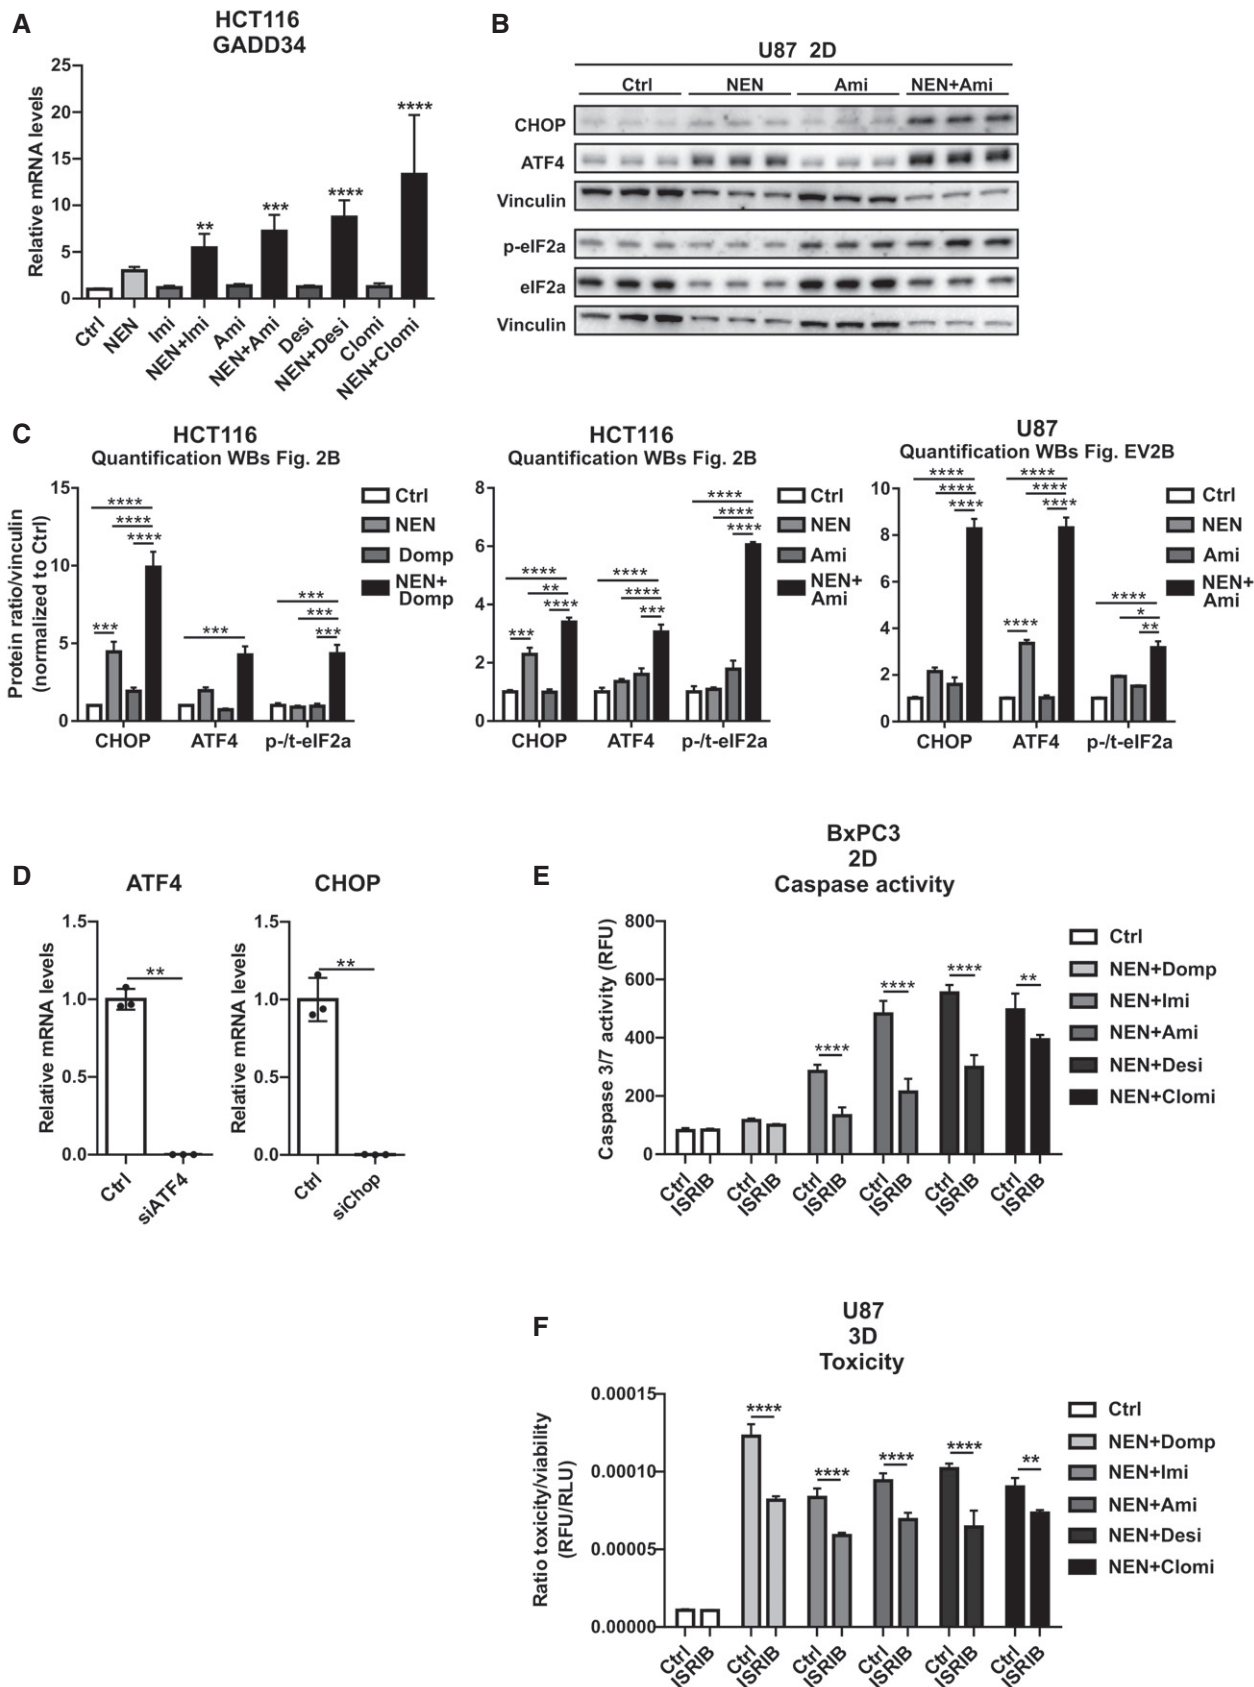 A
HCT116
GADD34
Relative mRNA levels
25
20
15
10
5
0
** *** **** ****
Ctrl
NEN
Imi
NEN+Imi
Ami
NEN+Ami
Desi
NEN+Desi
Clomi
NEN+Clomi
B
U87 2D
Ctrl NEN Ami NEN+Ami
CHOP
ATF4
Vinculin
p-eIF2a
eIF2a
Vinculin
C
HCT116
Quantification WBs Fig. 2B
Protein ratio/vinculin
(normalized to Ctrl)
15
10
5
0
****
****
****
***
***
***
***
***
CHOP ATF4 p-/t-eIF2a
Ctrl
NEN
Domp
NEN+
Domp
HCT116
Quantification WBs Fig. 2B
8
6
4
2
0
****
**
****
***
****
****
***
****
****
****
CHOP ATF4 p-/t-eIF2a
Ctrl
NEN
Ami
NEN+
Ami
U87
Quantification WBs Fig. EV2B
10
8
6
4
2
0
****
****
****
****
****
****
****
****
*
**
CHOP ATF4 p-/t-eIF2a
Ctrl
NEN
Ami
NEN+
Ami
D
ATF4
Relative mRNA levels
1.5
1.0
0.5
0.0
**
Ctrl
siATF4
CHOP
Relative mRNA levels
1.5
1.0
0.5
0.0
**
Ctrl
siChop
E
BxPC3
2D
Caspase activity
Caspase 3/7 activity (RFU)
800
600
400
200
0
**** **** **** **
Ctrl ISRIB Ctrl ISRIB Ctrl ISRIB Ctrl ISRIB Ctrl ISRIB Ctrl ISRIB
Ctrl
NEN+Domp
NEN+Imi
NEN+Ami
NEN+Desi
NEN+Clomi
F
U87
3D
Toxicity
Ratio toxicity/viability
(RFU/RLU)
0.00015
0.00010
0.00005
0.00000
**** **** **** **** **
Ctrl ISRIB Ctrl ISRIB Ctrl ISRIB Ctrl ISRIB Ctrl ISRIB Ctrl ISRIB
Ctrl
NEN+Domp
NEN+Imi
NEN+Ami
NEN+Desi
NEN+Clomi